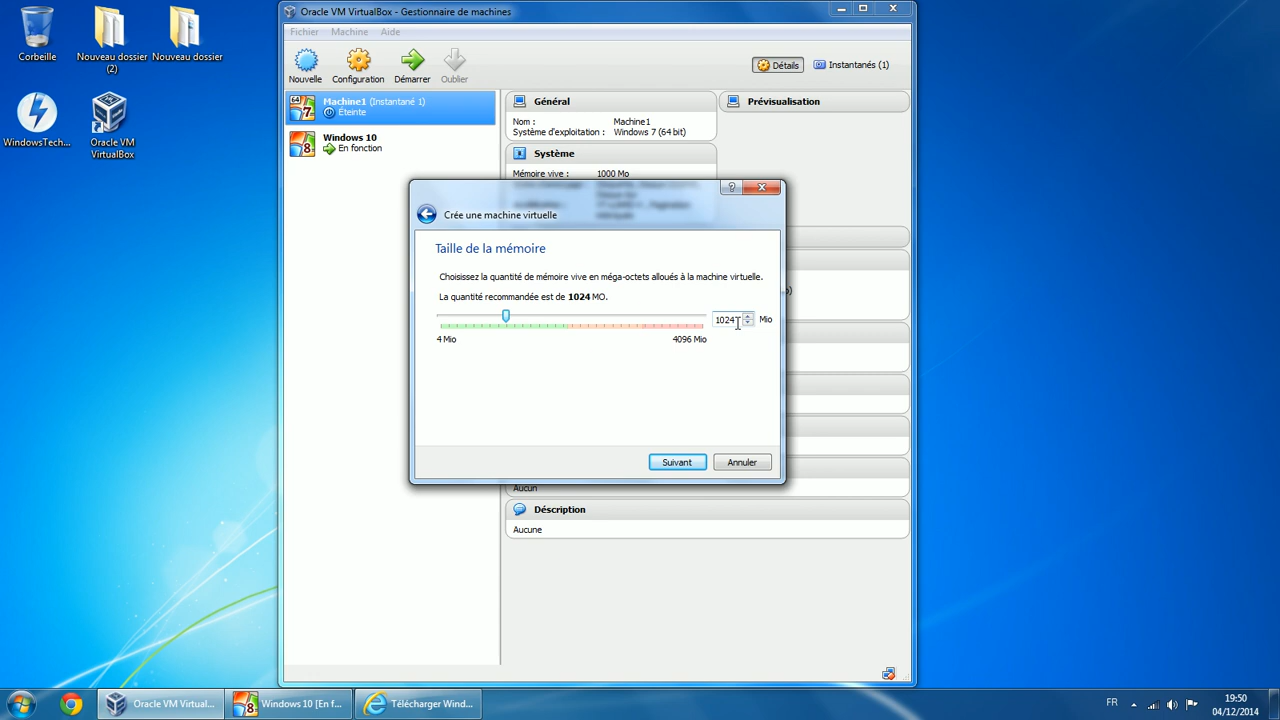 Oracle VM VirtualBox - Gestionnaire de machines
Fichier Machine Aide
Nouvelle Configuration Démarrer Oublier
Détails Instantanés (1)
Corbeille
Nouveau dossier (2)
Nouveau dossier
WindowsTech...
Oracle VM VirtualBox
64
7
Machine1 (Instantané 1)
Éteinte
8
Windows 10
En fonction
Général
Nom : Machine1
Système d'exploitation : Windows 7 (64 bit)
Prévisualisation
Système
Mémoire vive : 1000 Mo
?
Crée une machine virtuelle
Taille de la mémoire
Choisissez la quantité de mémoire vive en méga-octets alloués à la machine virtuelle.
La quantité recommandée est de 1024 MO.
1024 Mio
4 Mio 4096 Mio
Suivant Annuler
Aucun
Déscription
Aucune
Oracle VM Virtual...
8
Windows 10 [En f...
Télécharger Wind...
FR
19:50
04/12/2014